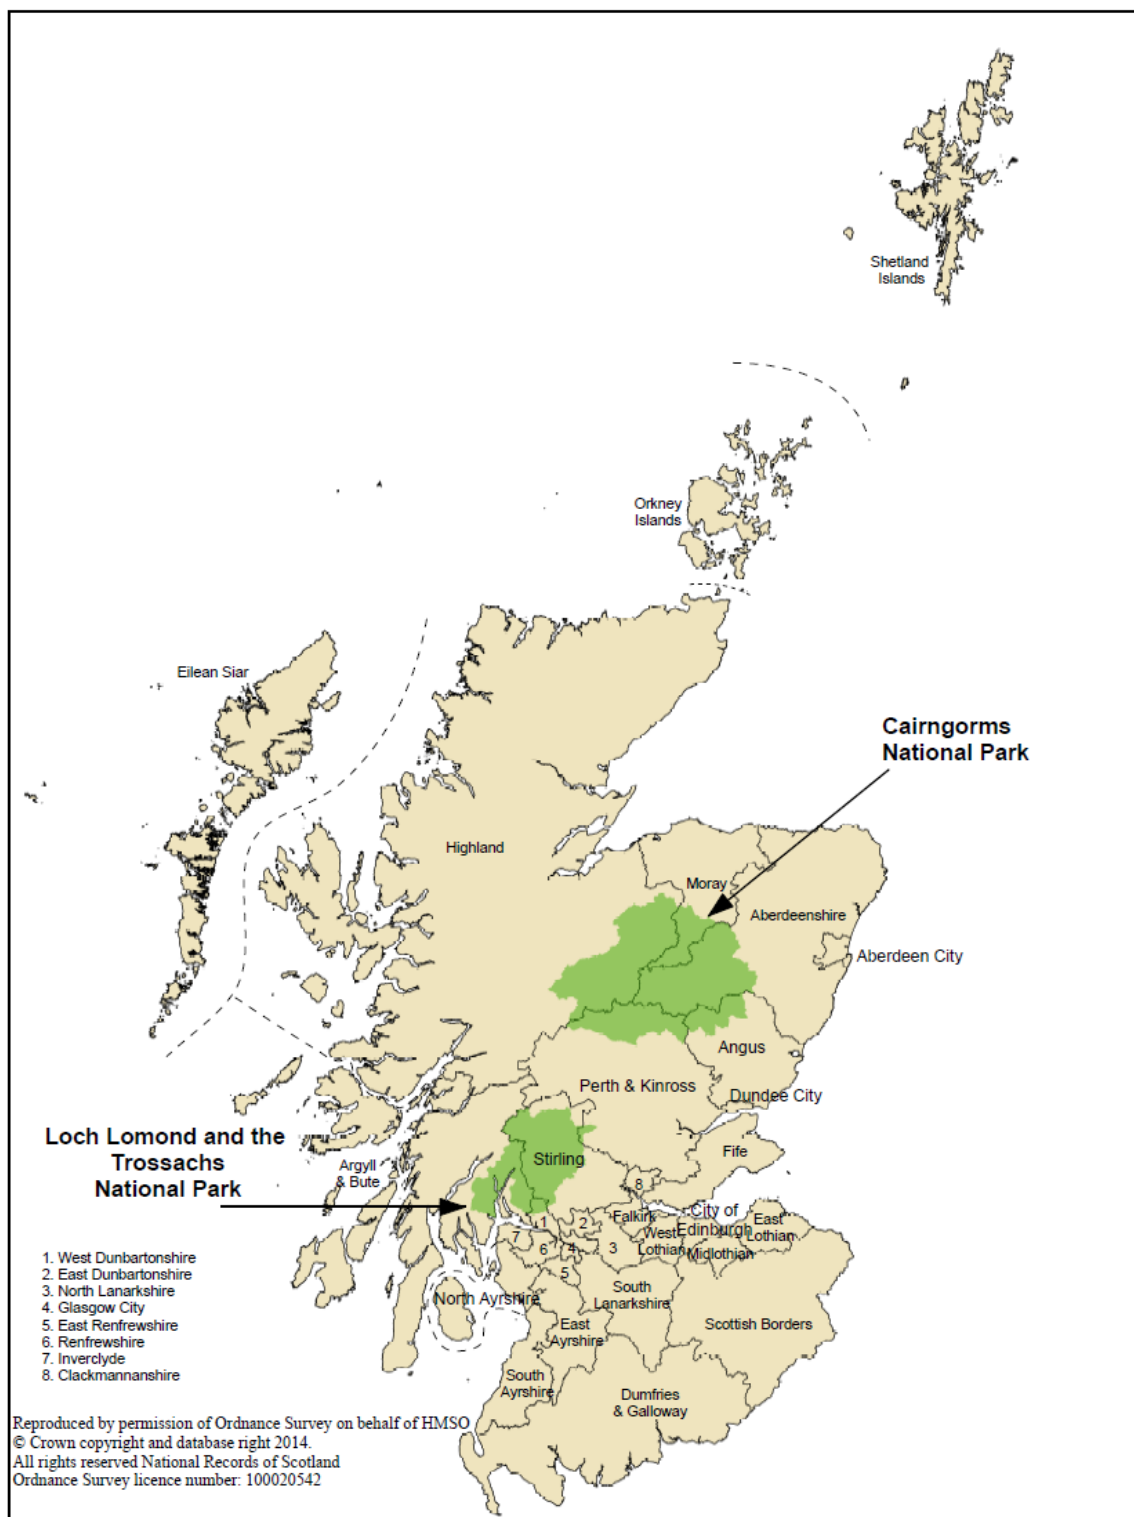 Shetland
Islands
Orkney
Islands
Eilean Siar
Cairngorms
National Park
Highland
Moray
Aberdeenshire
Aberdeen City
Angus
Perth & Kinross
Dundee City
Loch Lomond and the
Trossachs
National Park
Argyll
& Bute
Stirling
Fife
8
City of
Edinburgh
East
Lothian
Falkirk
West
Lothian
Midlothian
1
2
3
4
5
6
7
North Ayrshire
South
Lanarkshire
East
Ayrshire
Scottish Borders
South
Ayrshire
Dumfries
& Galloway
1. West Dunbartonshire
2. East Dunbartonshire
3. North Lanarkshire
4. Glasgow City
5. East Renfrewshire
6. Renfrewshire
7. Inverclyde
8. Clackmannanshire
Reproduced by permission of Ordnance Survey on behalf of HMSO
© Crown copyright and database right 2014.
All rights reserved National Records of Scotland
Ordnance Survey licence number: 100020542